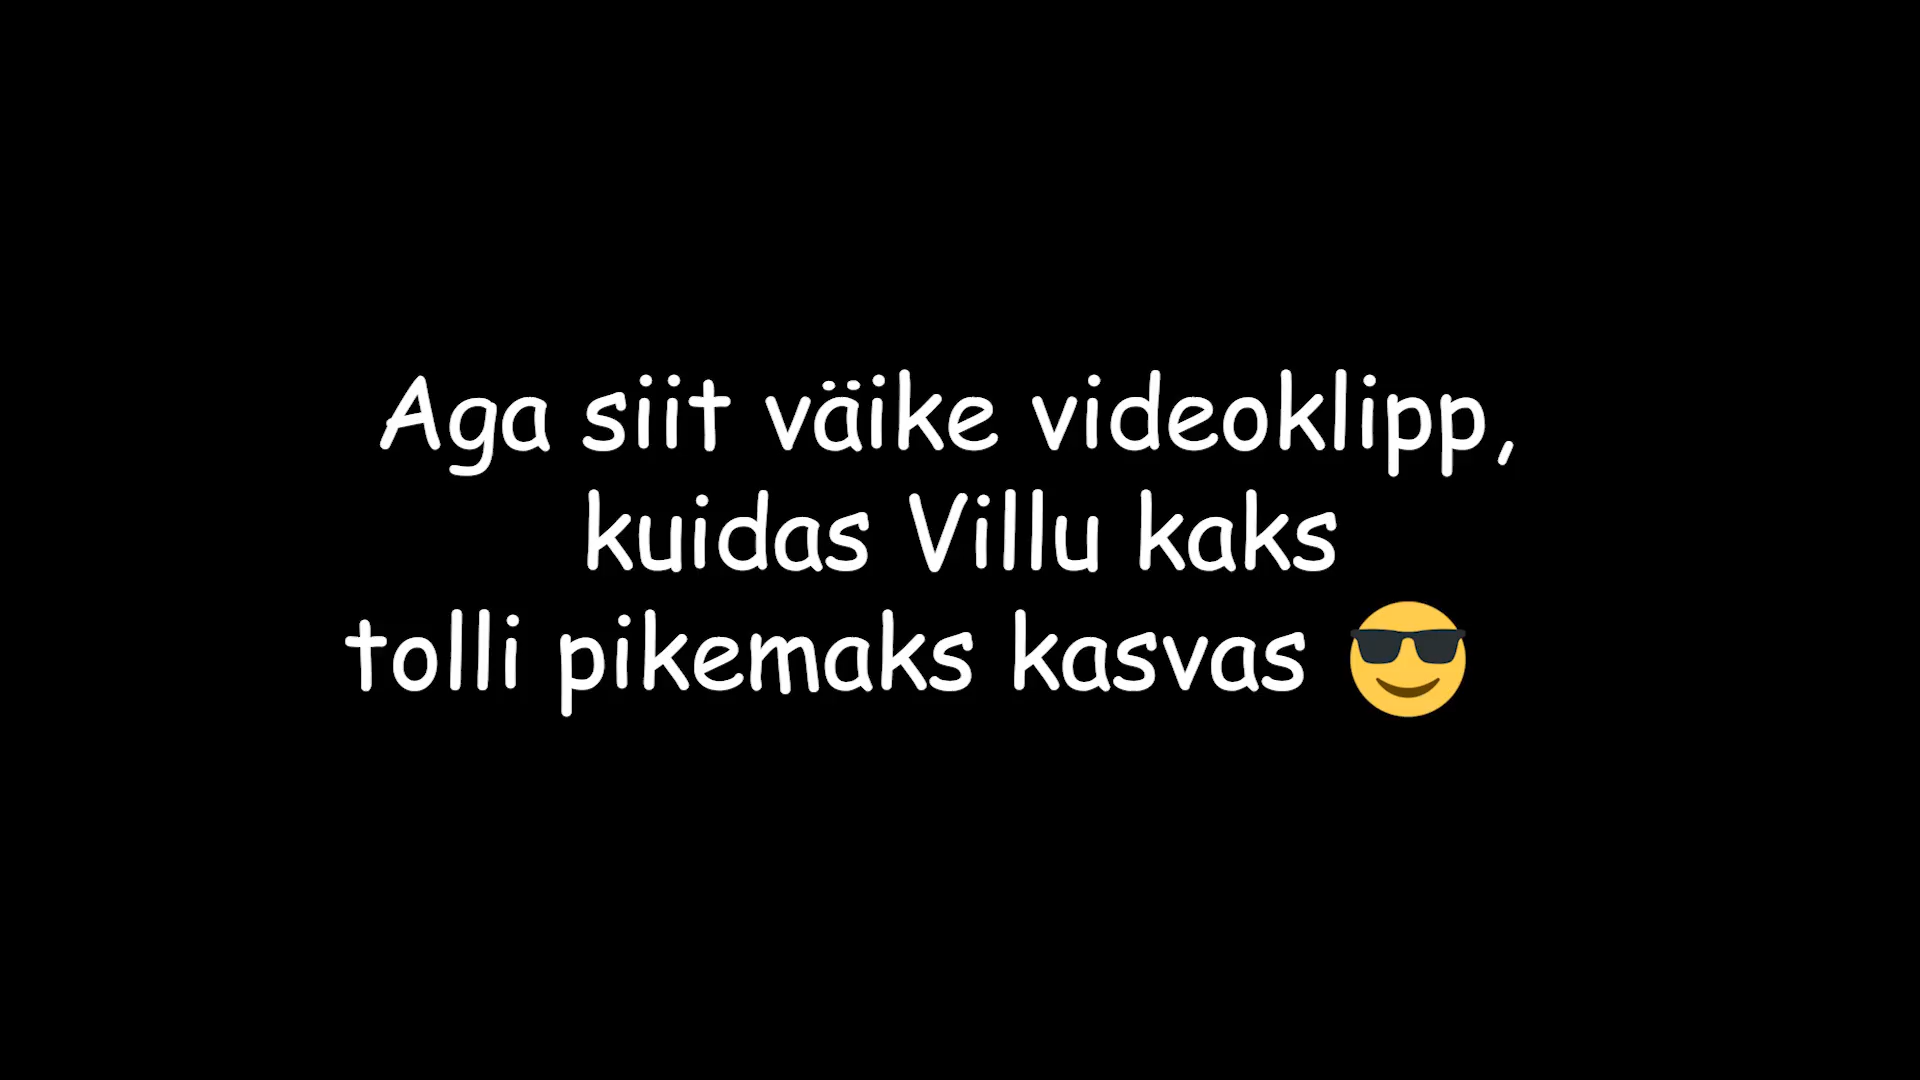 Aga siit väike videoklipp,
kuidas Villu kaks
tolli pikemaks kasvas 😎